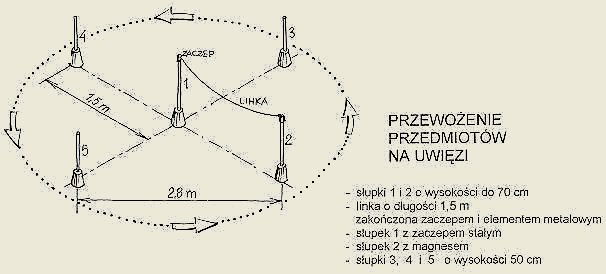 4
3
ZACZEP
1
1.5 m
LINKA
2
5
2,8 m
PRZEWOŻENIE
PRZEDMIOTÓW
NA UWIĘZI
- słupki 1 i 2 o wysokości do 70 cm
- linka o długości 1,5 m
zakończona zaczepem i elementem metalowym
- słupek 1 z zaczepem stałym
- słupek 2 z magnesem
- słupki 3, 4 i 5 o wysokości 50 cm